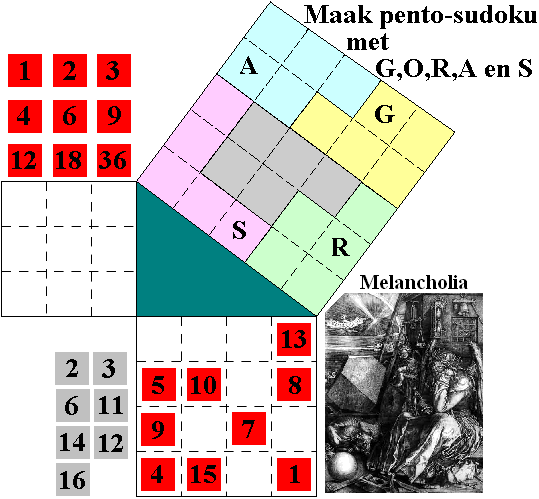 Maak pento-sudoku
met
G,O,R,A en S
A
G
S
R
1 2 3
4 6 9
12 18 36
Melancholia
13
5 10 8
9 7
4 15 1
2 3
6 11
14 12
16